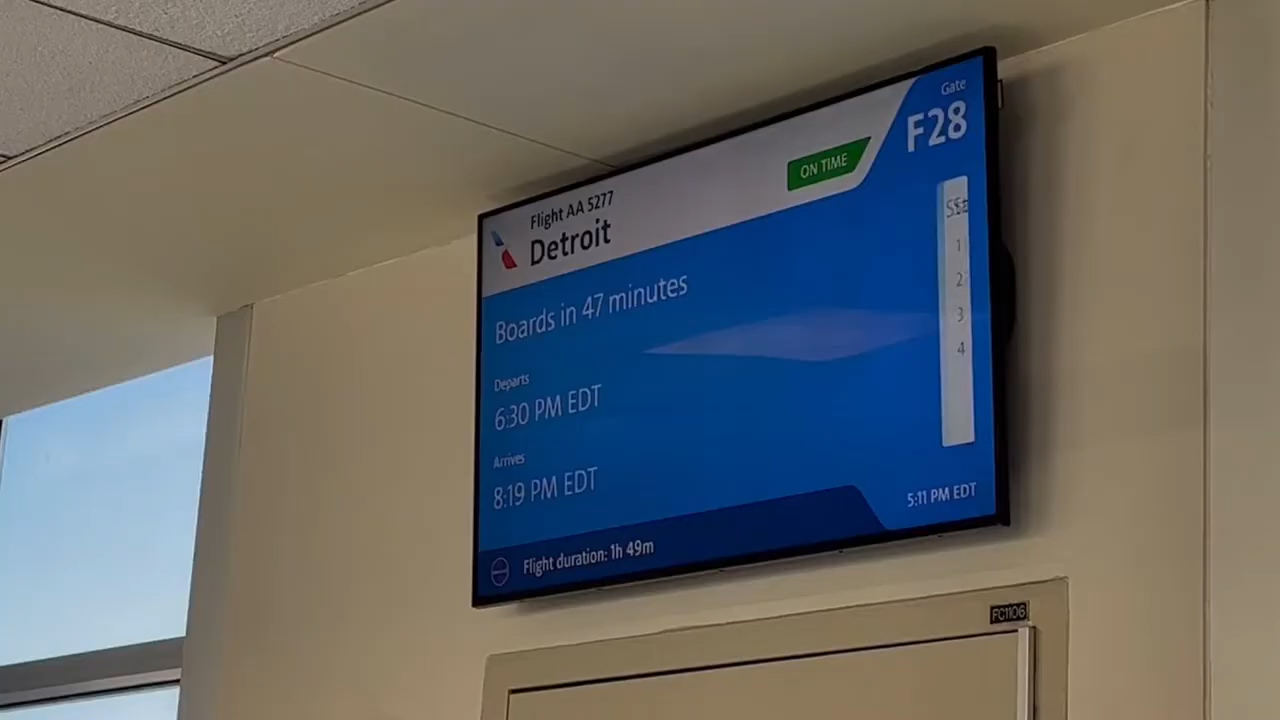 Gate
F28
ON TIME
Flight AA 5277
Detroit
Boards in 47 minutes
Departs
6:30 PM EDT
Arrives
8:19 PM EDT
1
2
3
4
5:11 PM EDT
Flight duration: 1h 49m
FC1106